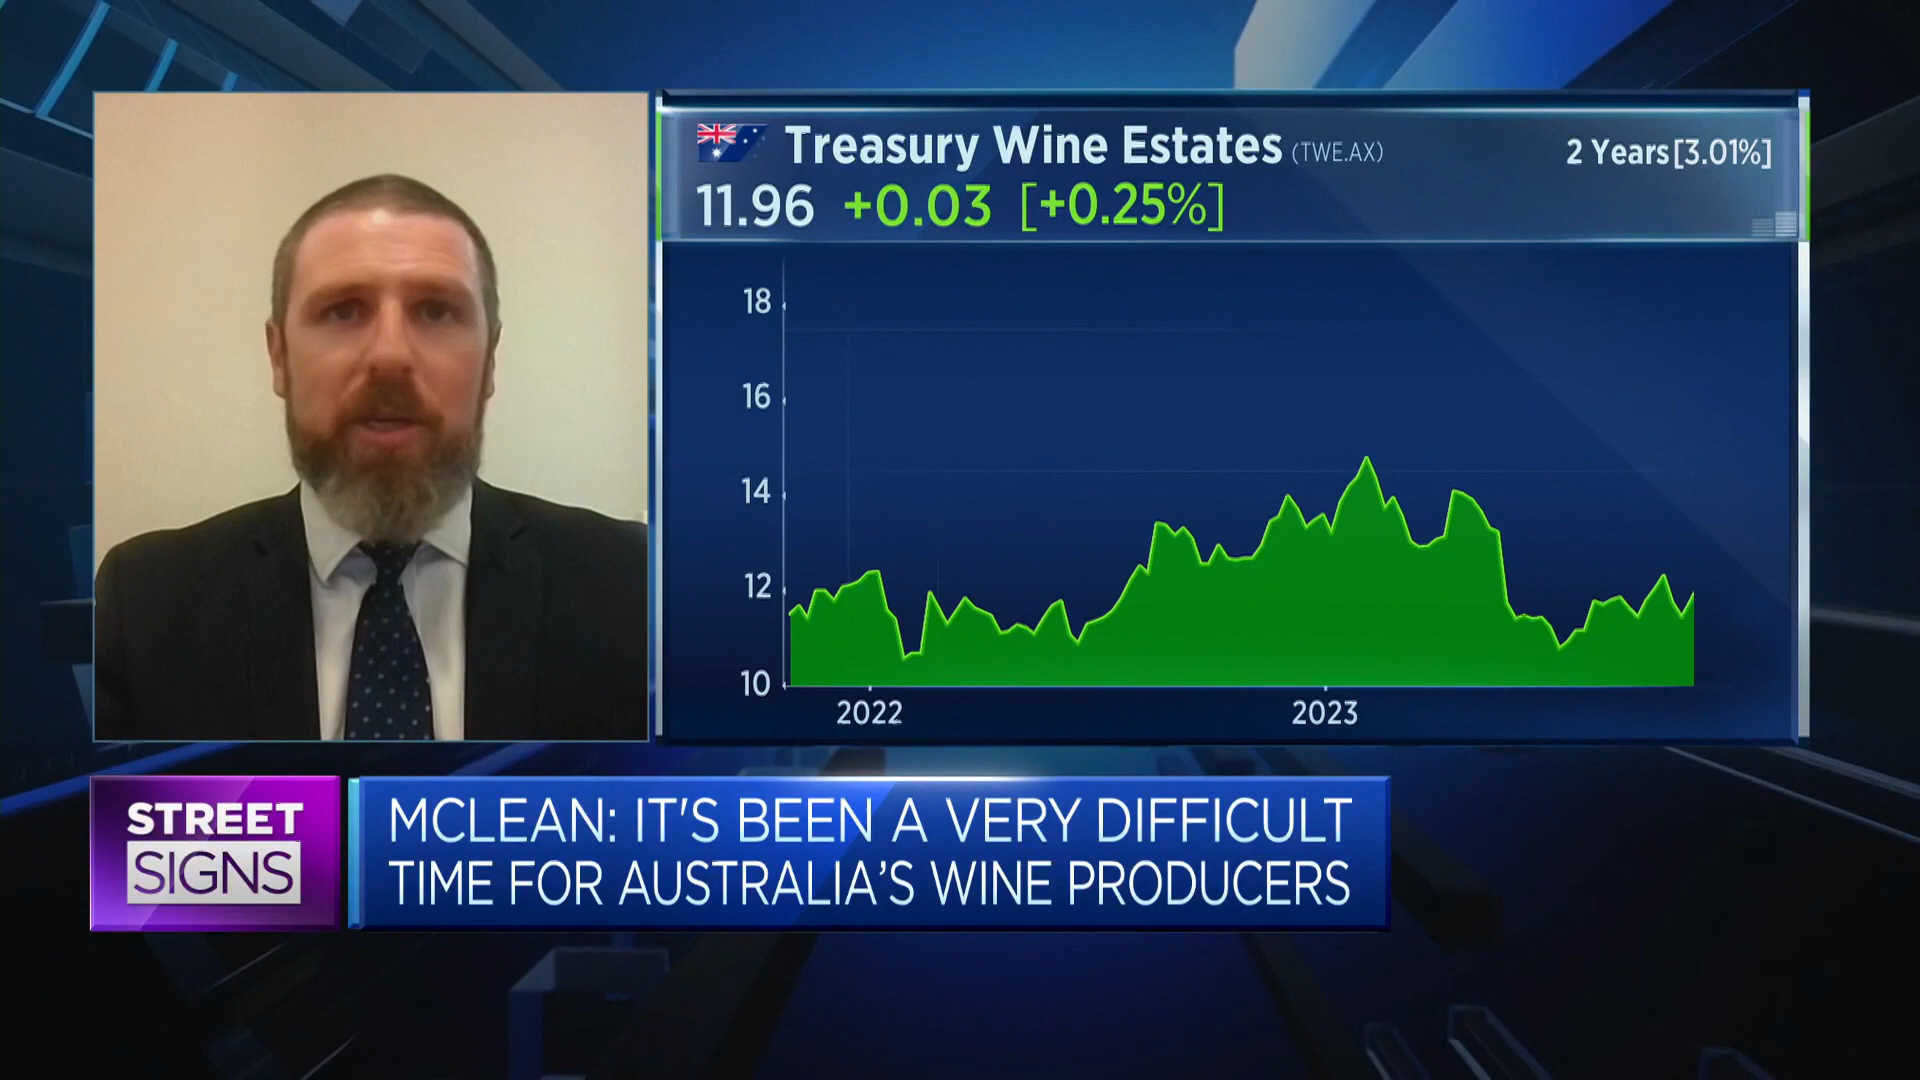 Treasury Wine Estates (TWE.AX) 2 Years [3.01%]
11.96 +0.03 [+0.25%]
18
16
14
12
10
2022 2023
STREET
SIGNS
MCLEAN: IT'S BEEN A VERY DIFFICULT
TIME FOR AUSTRALIA’S WINE PRODUCERS